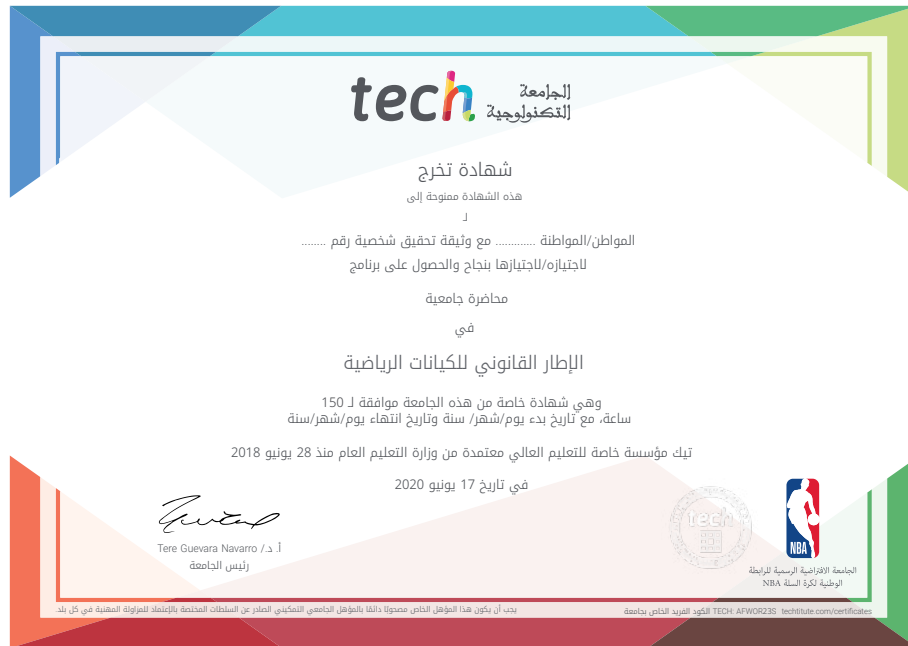 tech الجامعة
التكنولوجية
شهادة تخرج
هذه الشهادة ممنوحة إلى
لـ
المواطن/المواطنة ............ مع وثيقة تحقيق شخصية رقم ........
لاجتيازه/لاجتيازها بنجاح والحصول على برنامج
محاضرة جامعية
في
الإطار القانوني للكيانات الرياضية
وهي شهادة خاصة من هذه الجامعة موافقة لـ 150
ساعة، مع تاريخ بدء يوم/شهر/ سنة وتاريخ انتهاء يوم/شهر/سنة
تيك مؤسسة خاصة للتعليم العالي معتمدة من وزارة التعليم العام منذ 28 يونيو 2018
في تاريخ 17 يونيو 2020
tech
NBA
أ. د./ Tere Guevara Navarro
رئيس الجامعة
الجامعة الافتراضية الرسمية للرابطة
الوطنية لكرة السلة NBA
يجب أن يكون هذا المؤهل الخاص مصحوبًا دائمًا بالمؤهل الجامعي التمكيني الصادر عن السلطات المختصة بالإعتماد للمزاولة المهنية في كل بلد.
الكود الفريد الخاص بجامعة TECH: AFWOR23S techtitute.com/certificates